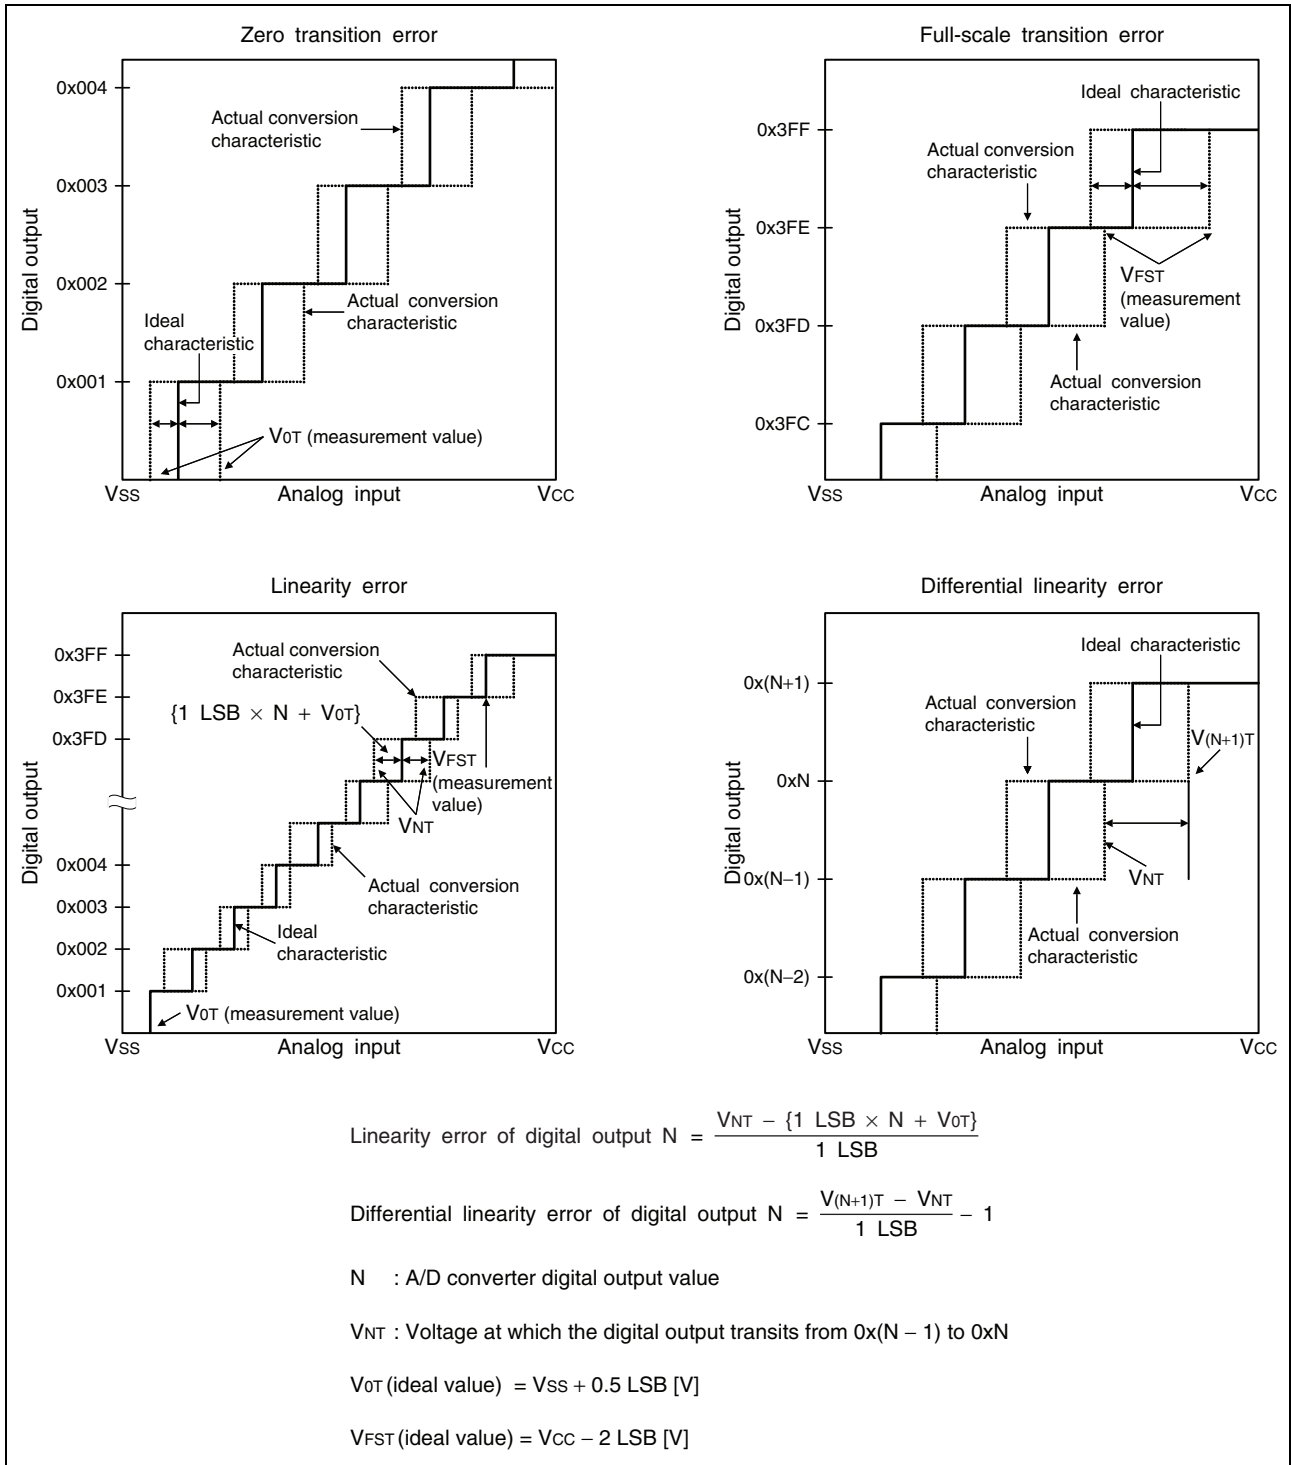 Zero transition error
0x004
0x003
0x002
0x001
Digital output
Actual conversion
characteristic
Actual conversion
characteristic
Ideal
characteristic
V0T (measurement value)
VSS
Analog input
VCC
Full-scale transition error
0x3FF
0x3FE
0x3FD
0x3FC
Digital output
Ideal characteristic
Actual conversion
characteristic
VFST
(measurement
value)
Actual conversion
characteristic
VSS
Analog input
VCC
Linearity error
0x3FF
0x3FE
0x3FD
0x004
0x003
0x002
0x001
Digital output
Actual conversion
characteristic
{1 LSB × N + V0T}
VFST
(measurement
value)
VNT
Actual conversion
characteristic
Ideal
characteristic
V0T (measurement value)
VSS
Analog input
VCC
Differential linearity error
0x(N+1)
0xN
0x(N−1)
0x(N−2)
Digital output
Ideal characteristic
Actual conversion
characteristic
V(N+1)T
VNT
Actual conversion
characteristic
VSS
Analog input
VCC
Linearity error of digital output N = VNT − {1 LSB × N + V0T} / 1 LSB
Differential linearity error of digital output N = V(N+1)T − VNT / 1 LSB − 1
N : A/D converter digital output value
VNT : Voltage at which the digital output transits from 0x(N − 1) to 0xN
V0T (ideal value) = VSS + 0.5 LSB [V]
VFST (ideal value) = VCC − 2 LSB [V]